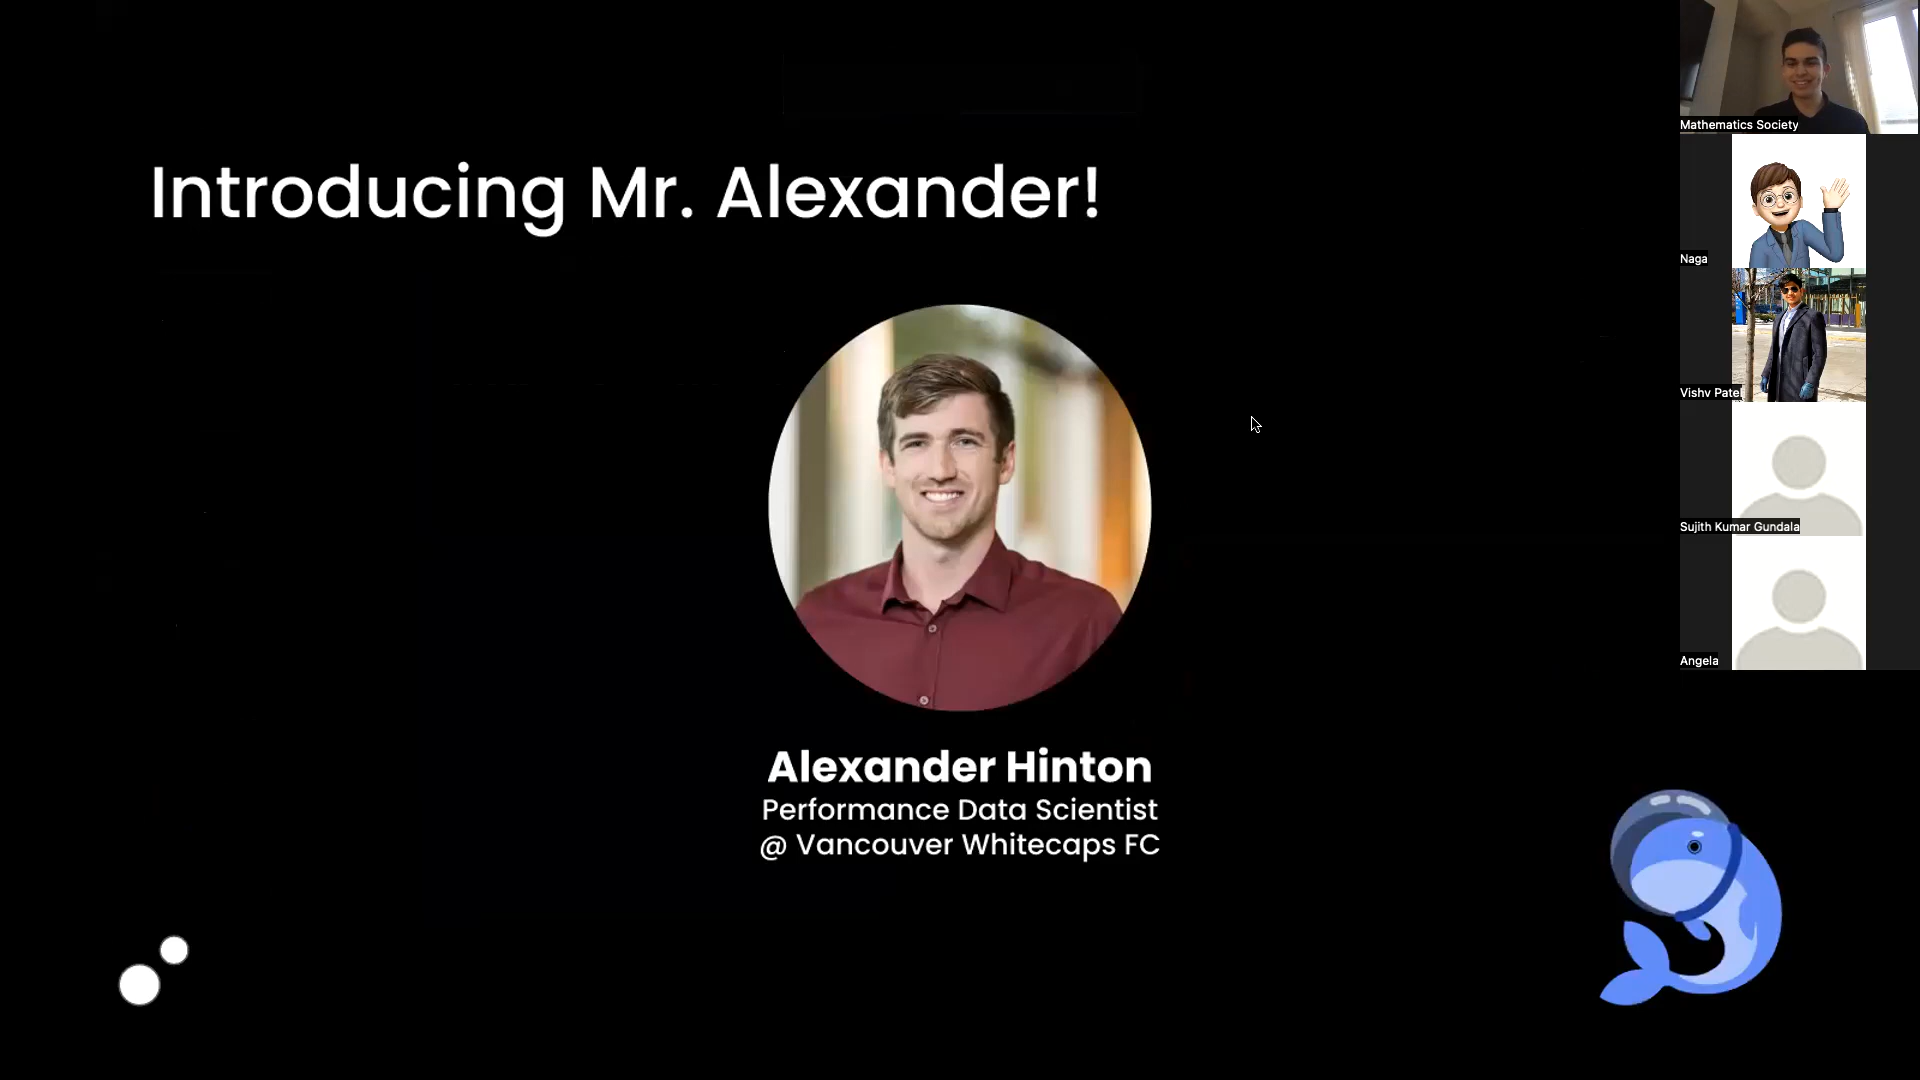 Introducing Mr. Alexander!
Alexander Hinton
Performance Data Scientist
@ Vancouver Whitecaps FC
Mathematics Society
Naga
Vishv Patel
Sujith Kumar Gundala
Angela